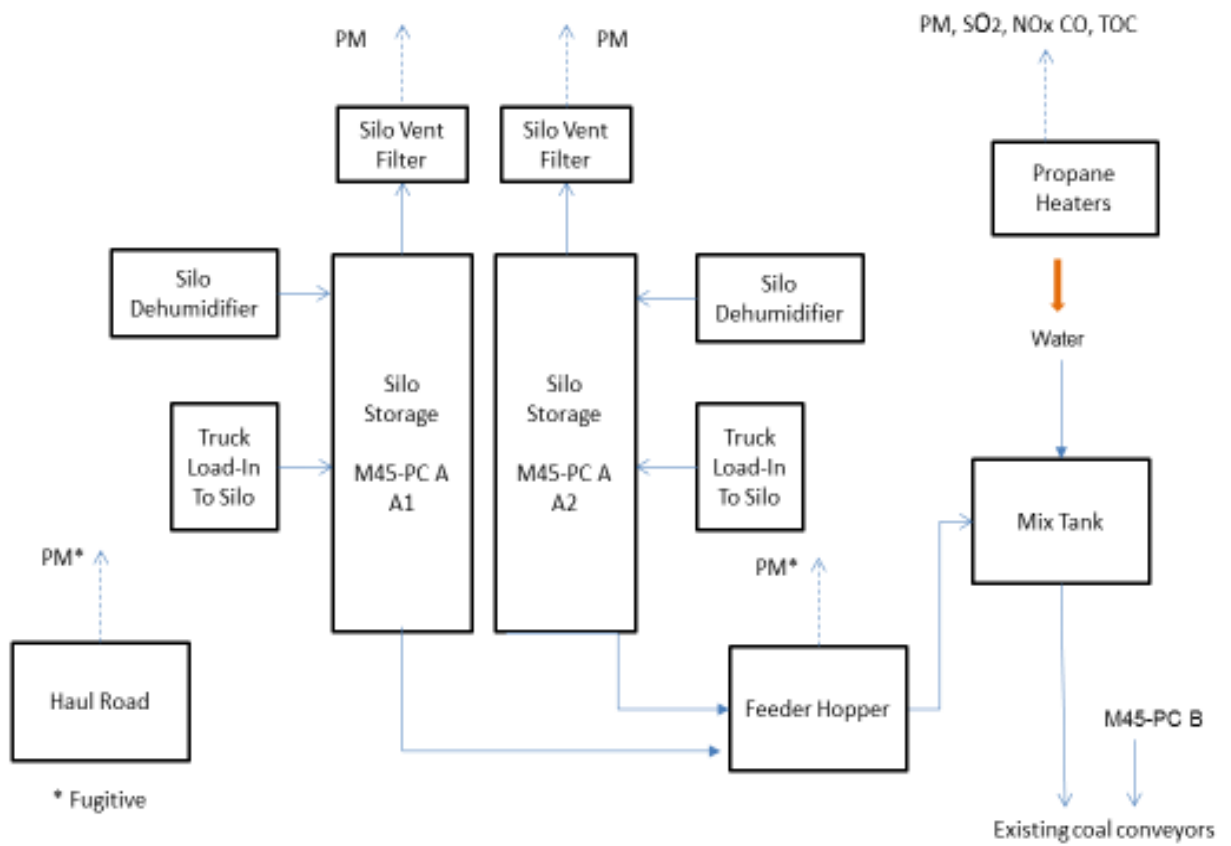 PM
PM
PM, SO2, NOx CO, TOC
Silo Vent
Filter
Silo Vent
Filter
Propane
Heaters
Silo
Dehumidifier
Silo
Dehumidifier
Water
Silo
Storage
M45-PC A
A1
Silo
Storage
M45-PC A
A2
Truck
Load-In
To Silo
Truck
Load-In
To Silo
Mix Tank
PM*
PM*
Haul Road
Feeder Hopper
M45-PC B
* Fugitive
Existing coal conveyors